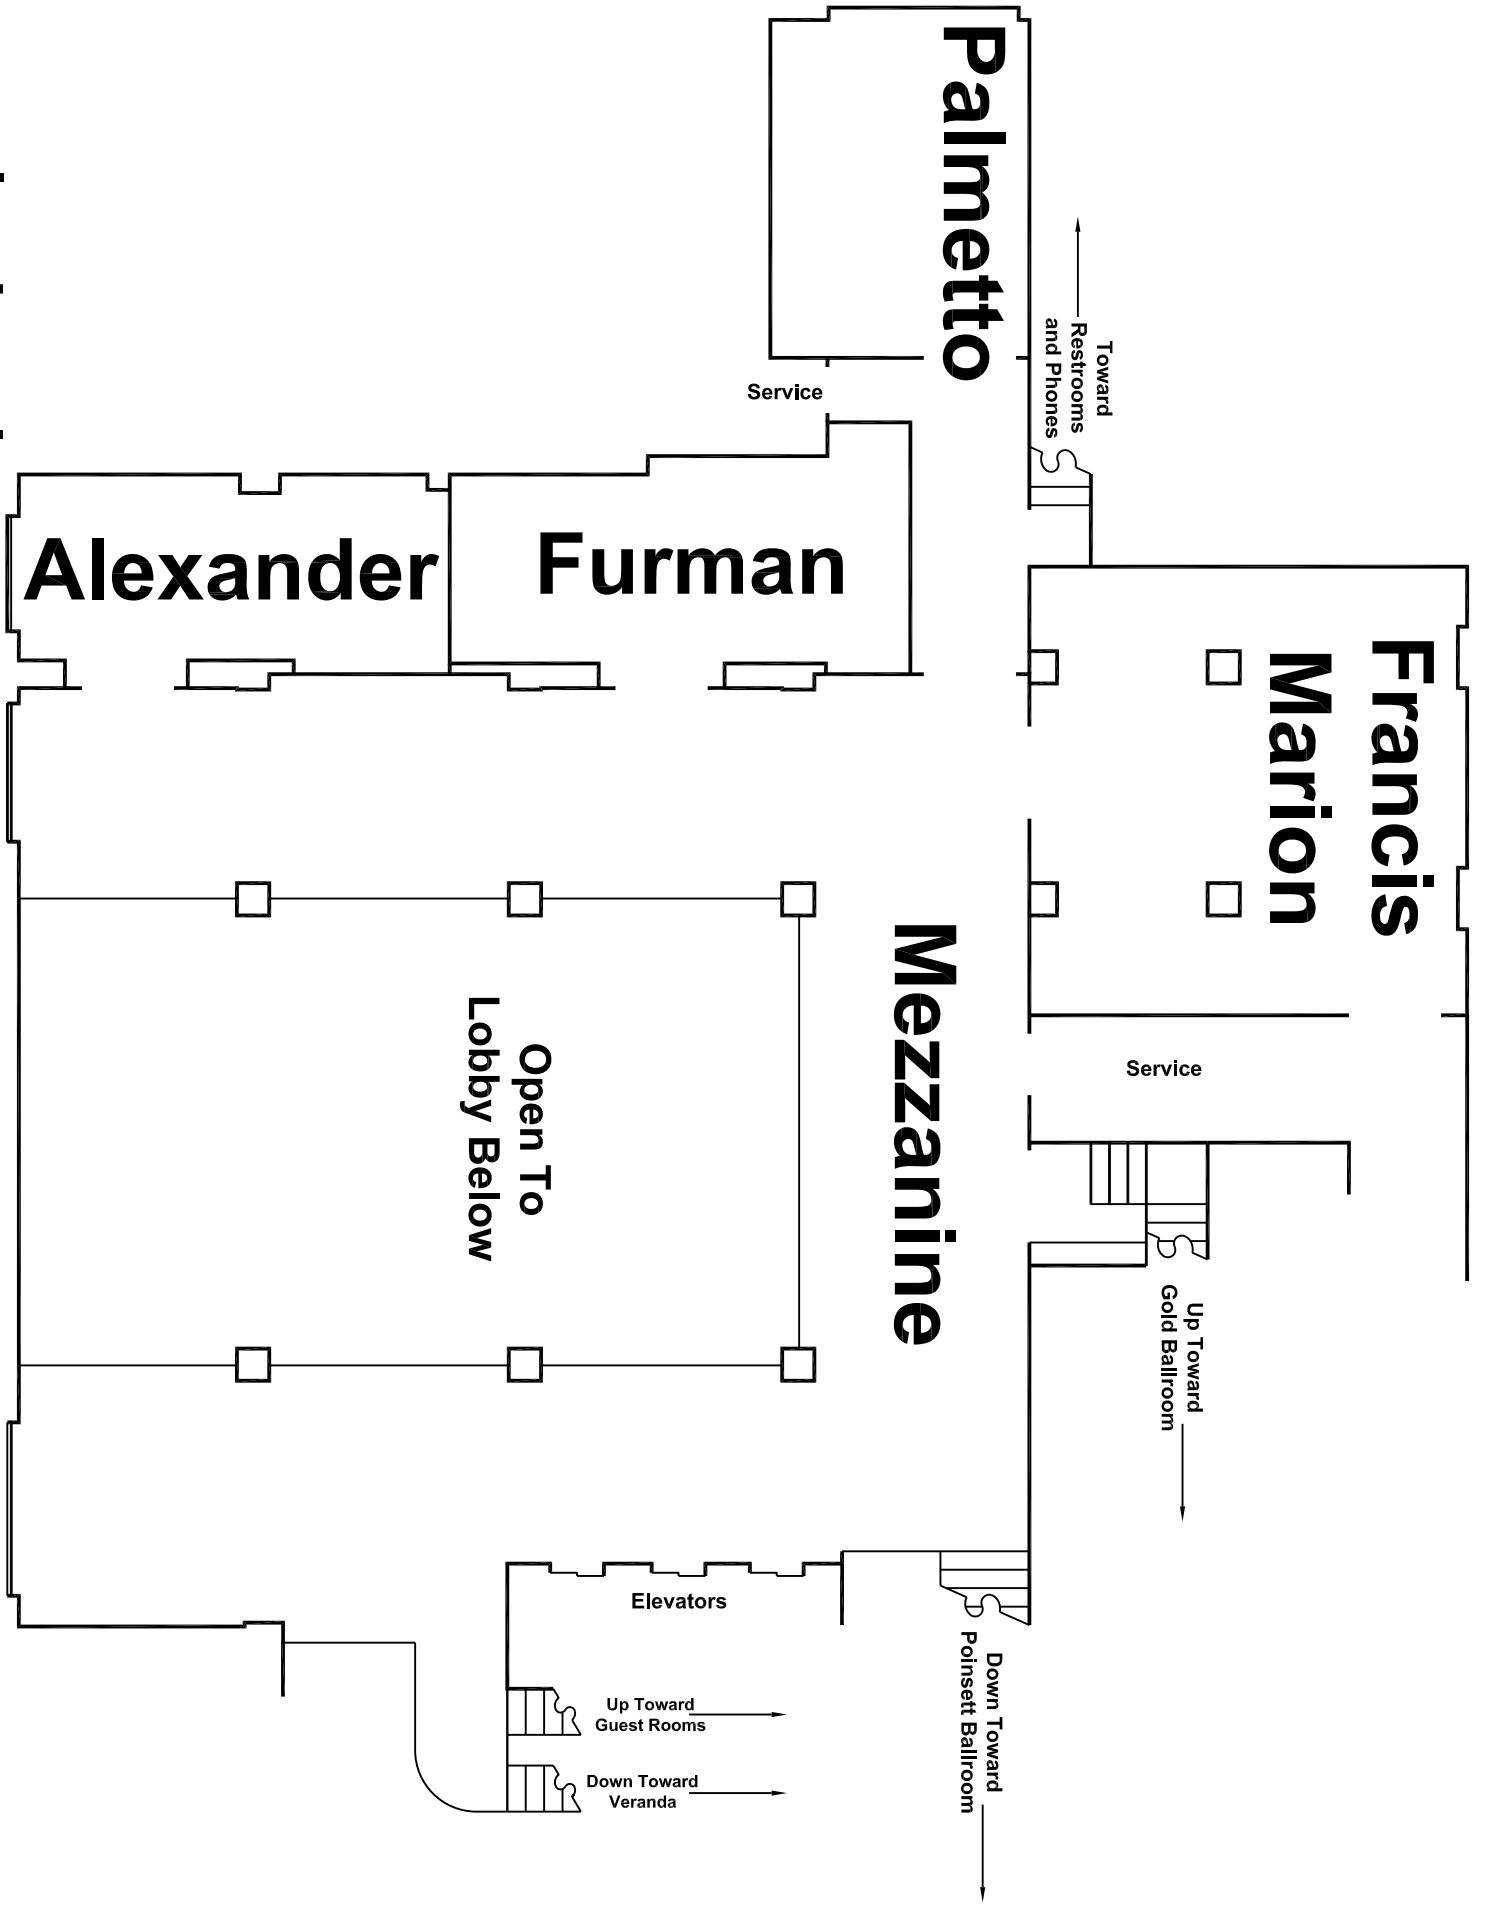 Palmetto
Toward
Restrooms
and Phones
Service
Alexander
Furman
Francis
Marion
Mezzanine
Open To
Lobby Below
Service
Up Toward
Gold Ballroom
Elevators
Down Toward
Poinsett Ballroom
Up Toward
Guest Rooms
Down Toward
Veranda